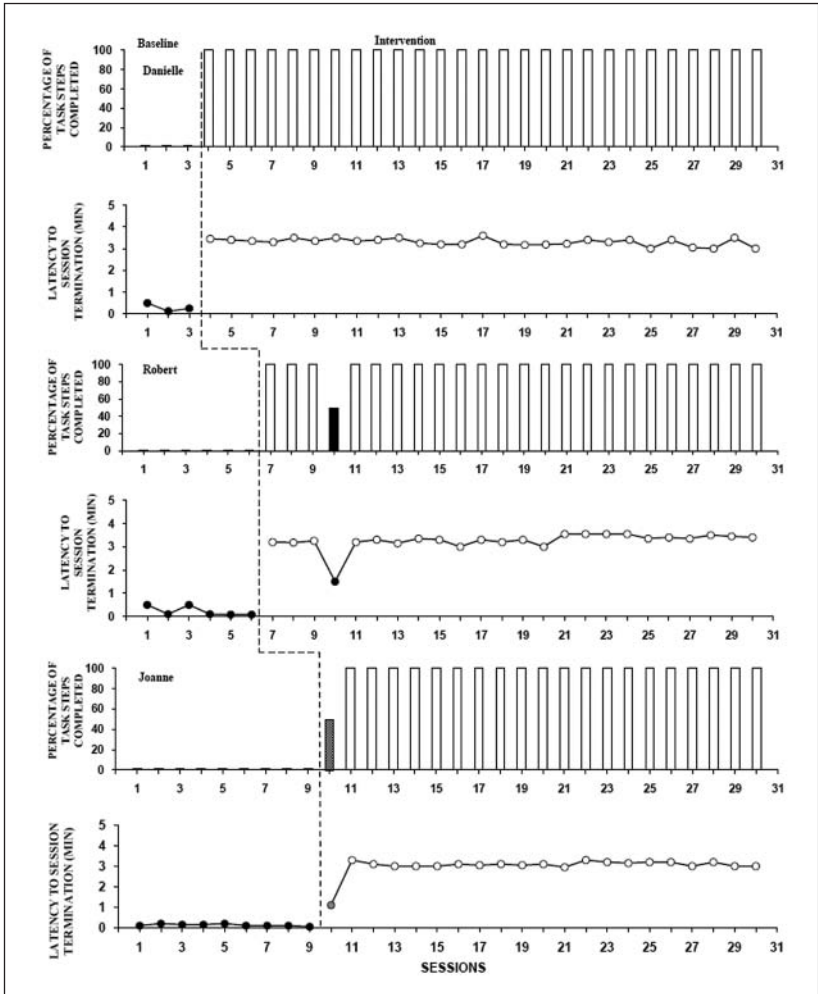 Baseline
Intervention
Danielle
PERCENTAGE OF
TASK STEPS
COMPLETED
100
80
60
40
20
0
1 3 5 7 9 11 13 15 17 19 21 23 25 27 29 31
LATENCY TO
SESSION
TERMINATION (MIN)
5
4
3
2
1
0
1 3 5 7 9 11 13 15 17 19 21 23 25 27 29 31
Robert
PERCENTAGE OF
TASK STEPS
COMPLETED
100
80
60
40
20
0
1 3 5 7 9 11 13 15 17 19 21 23 25 27 29 31
LATENCY TO
SESSION
TERMINATION (MIN)
5
4
3
2
1
0
1 3 5 7 9 11 13 15 17 19 21 23 25 27 29 31
Joanne
PERCENTAGE OF
TASK STEPS
COMPLETED
100
80
60
40
20
0
1 3 5 7 9 11 13 15 17 19 21 23 25 27 29 31
LATENCY TO SESSION
TERMINATION (MIN)
5
4
3
2
1
0
1 3 5 7 9 11 13 15 17 19 21 23 25 27 29 31
SESSIONS